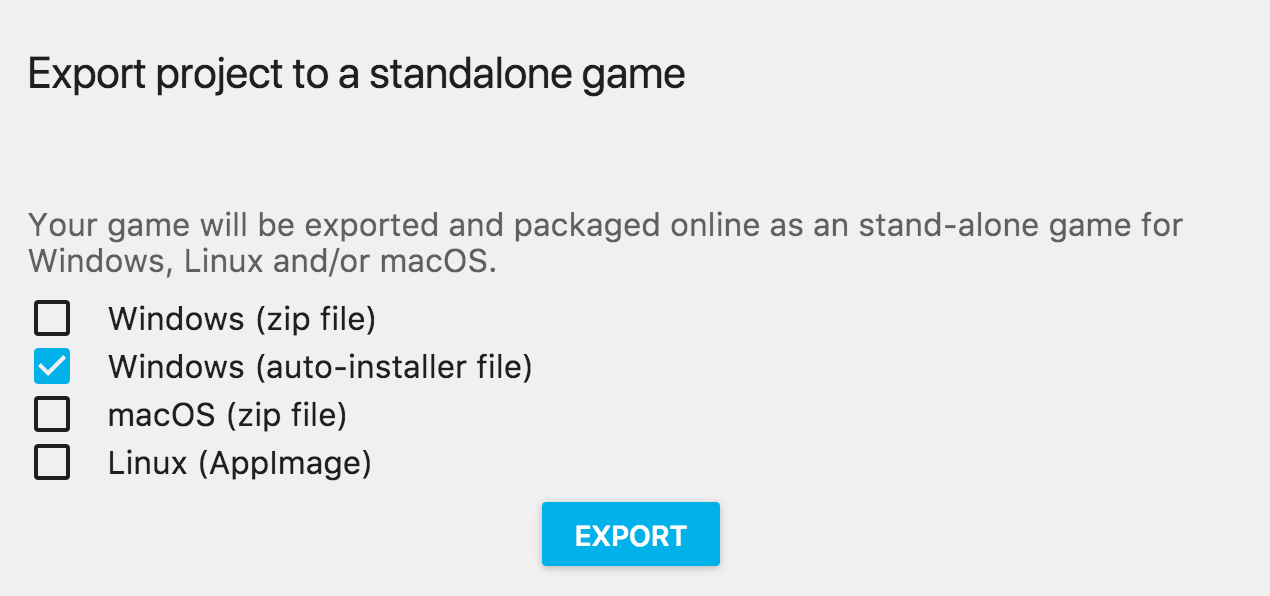 Export project to a standalone game
Your game will be exported and packaged online as an stand-alone game for
Windows, Linux and/or macOS.
Windows (zip file)
Windows (auto-installer file)
macOS (zip file)
Linux (AppImage)
EXPORT